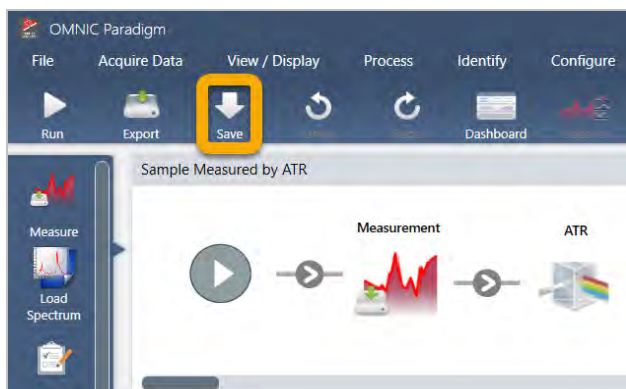 OMNIC Paradigm
File Acquire Data View / Display Process Identify Configure
Run Export Save Dashboard
Sample Measured by ATR
Measure
Measurement ATR
Load
Spectrum